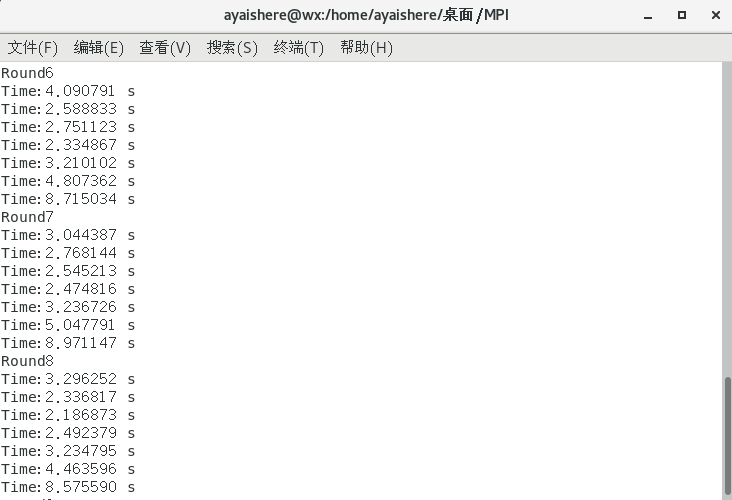 ayaishere@wx:/home/ayaishere/桌面/MPI
文件(F) 编辑(E) 查看(V) 搜索(S) 终端(T) 帮助(H)
Round6
Time:4.090791 s
Time:2.588833 s
Time:2.751123 s
Time:2.334867 s
Time:3.210102 s
Time:4.807362 s
Time:8.715034 s
Round7
Time:3.044387 s
Time:2.768144 s
Time:2.545213 s
Time:2.474816 s
Time:3.236726 s
Time:5.047791 s
Time:8.971147 s
Round8
Time:3.296252 s
Time:2.336817 s
Time:2.186873 s
Time:2.492379 s
Time:3.234795 s
Time:4.463596 s
Time:8.575590 s